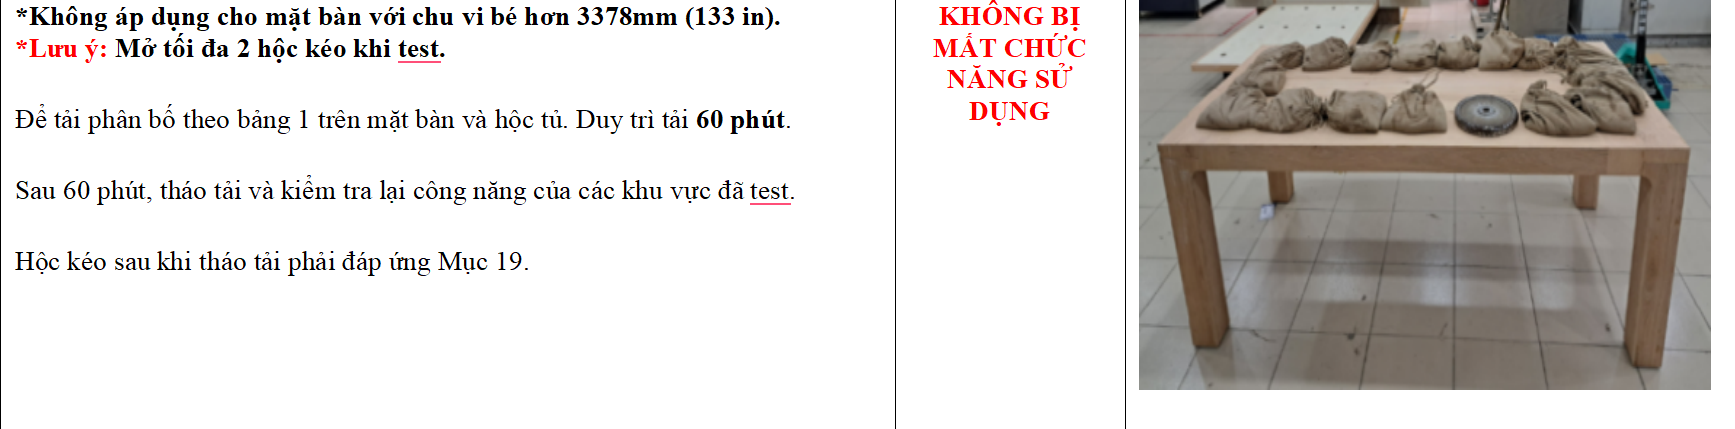 *Không áp dụng cho mặt bàn với chu vi bé hơn 3378mm (133 in).
*Lưu ý: Mở tối đa 2 hộc kéo khi test.
Để tải phân bố theo bảng 1 trên mặt bàn và hộc tủ. Duy trì tải 60 phút.
Sau 60 phút, tháo tải và kiểm tra lại công năng của các khu vực đã test.
Hộc kéo sau khi tháo tải phải đáp ứng Mục 19.
KHÔNG BỊ
MẤT CHỨC
NĂNG SỬ
DỤNG